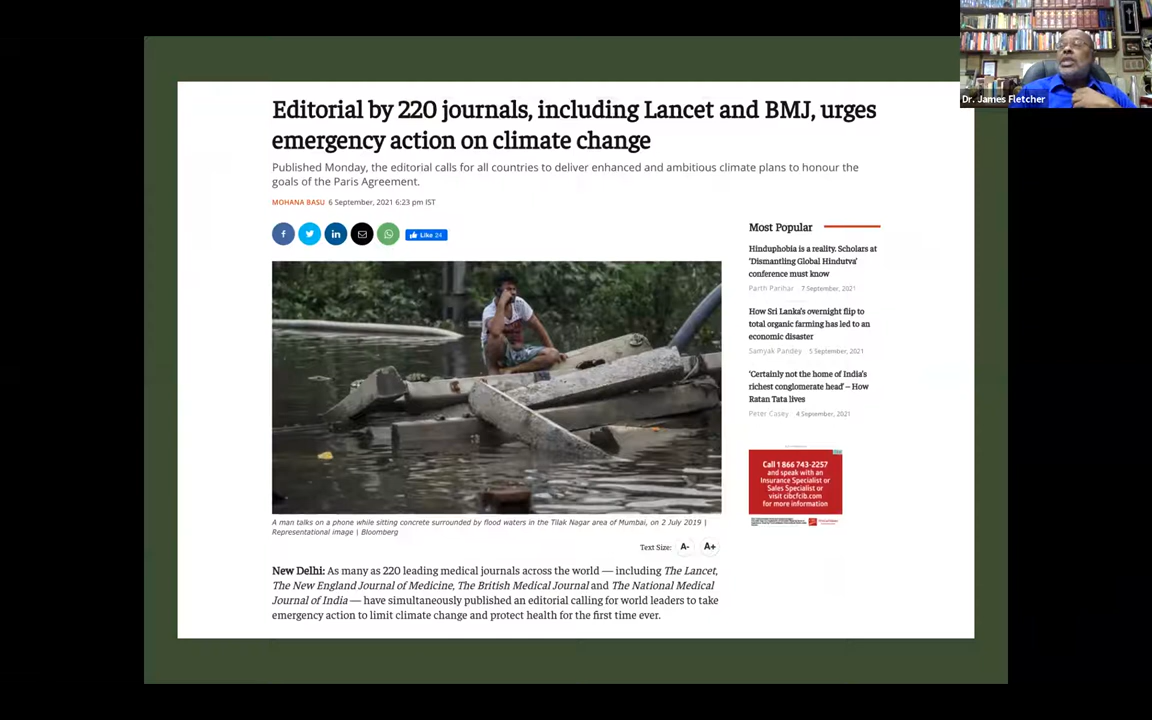 Dr. James Fletcher
Editorial by 220 journals, including Lancet and BMJ, urges
emergency action on climate change
Published Monday, the editorial calls for all countries to deliver enhanced and ambitious climate plans to honour the
goals of the Paris Agreement.
MOHANA BASU 6 September, 2021 6:23 pm IST
Like 24
A man talks on a phone while sitting concrete surrounded by flood waters in the Tilak Nagar area of Mumbai, on 2 July 2019 |
Representational image | Bloomberg
Text Size: A- A+
New Delhi: As many as 220 leading medical journals across the world — including The Lancet,
The New England Journal of Medicine, The British Medical Journal and The National Medical
Journal of India — have simultaneously published an editorial calling for world leaders to take
emergency action to limit climate change and protect health for the first time ever.
Most Popular
Hinduphobia is a reality. Scholars at
'Dismantling Global Hindutva'
conference must know
Parth Parihar 7 September, 2021
How Sri Lanka's overnight flip to
total organic farming has led to an
economic disaster
Samyak Pandey 5 September, 2021
'Certainly not the home of India's
richest conglomerate head' – How
Ratan Tata lives
Peter Casey 4 September, 2021
Call 1 866 743-2257
and speak with an
Insurance Specialist or
Sales Specialist or
visit cibcfcib.com
for more information